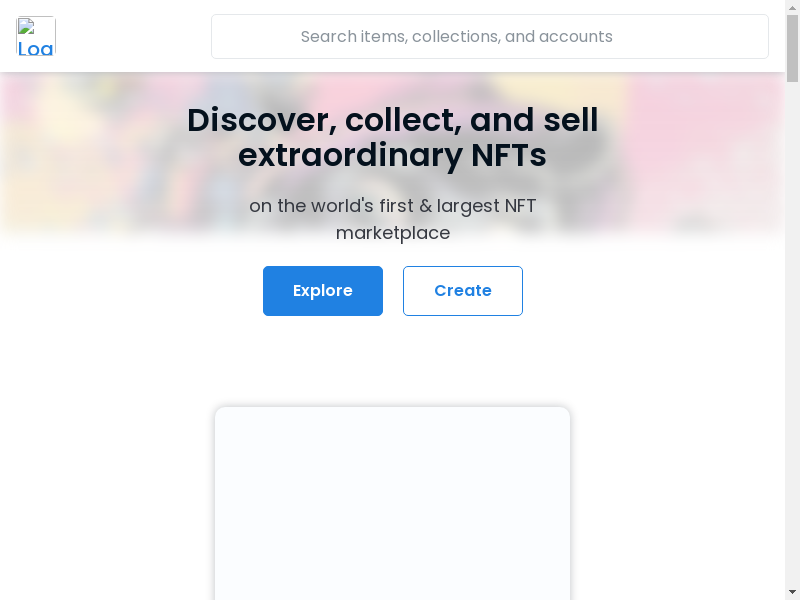 Search items, collections, and accounts
Discover, collect, and sell
extraordinary NFTs
on the world's first & largest NFT
marketplace
Explore
Create